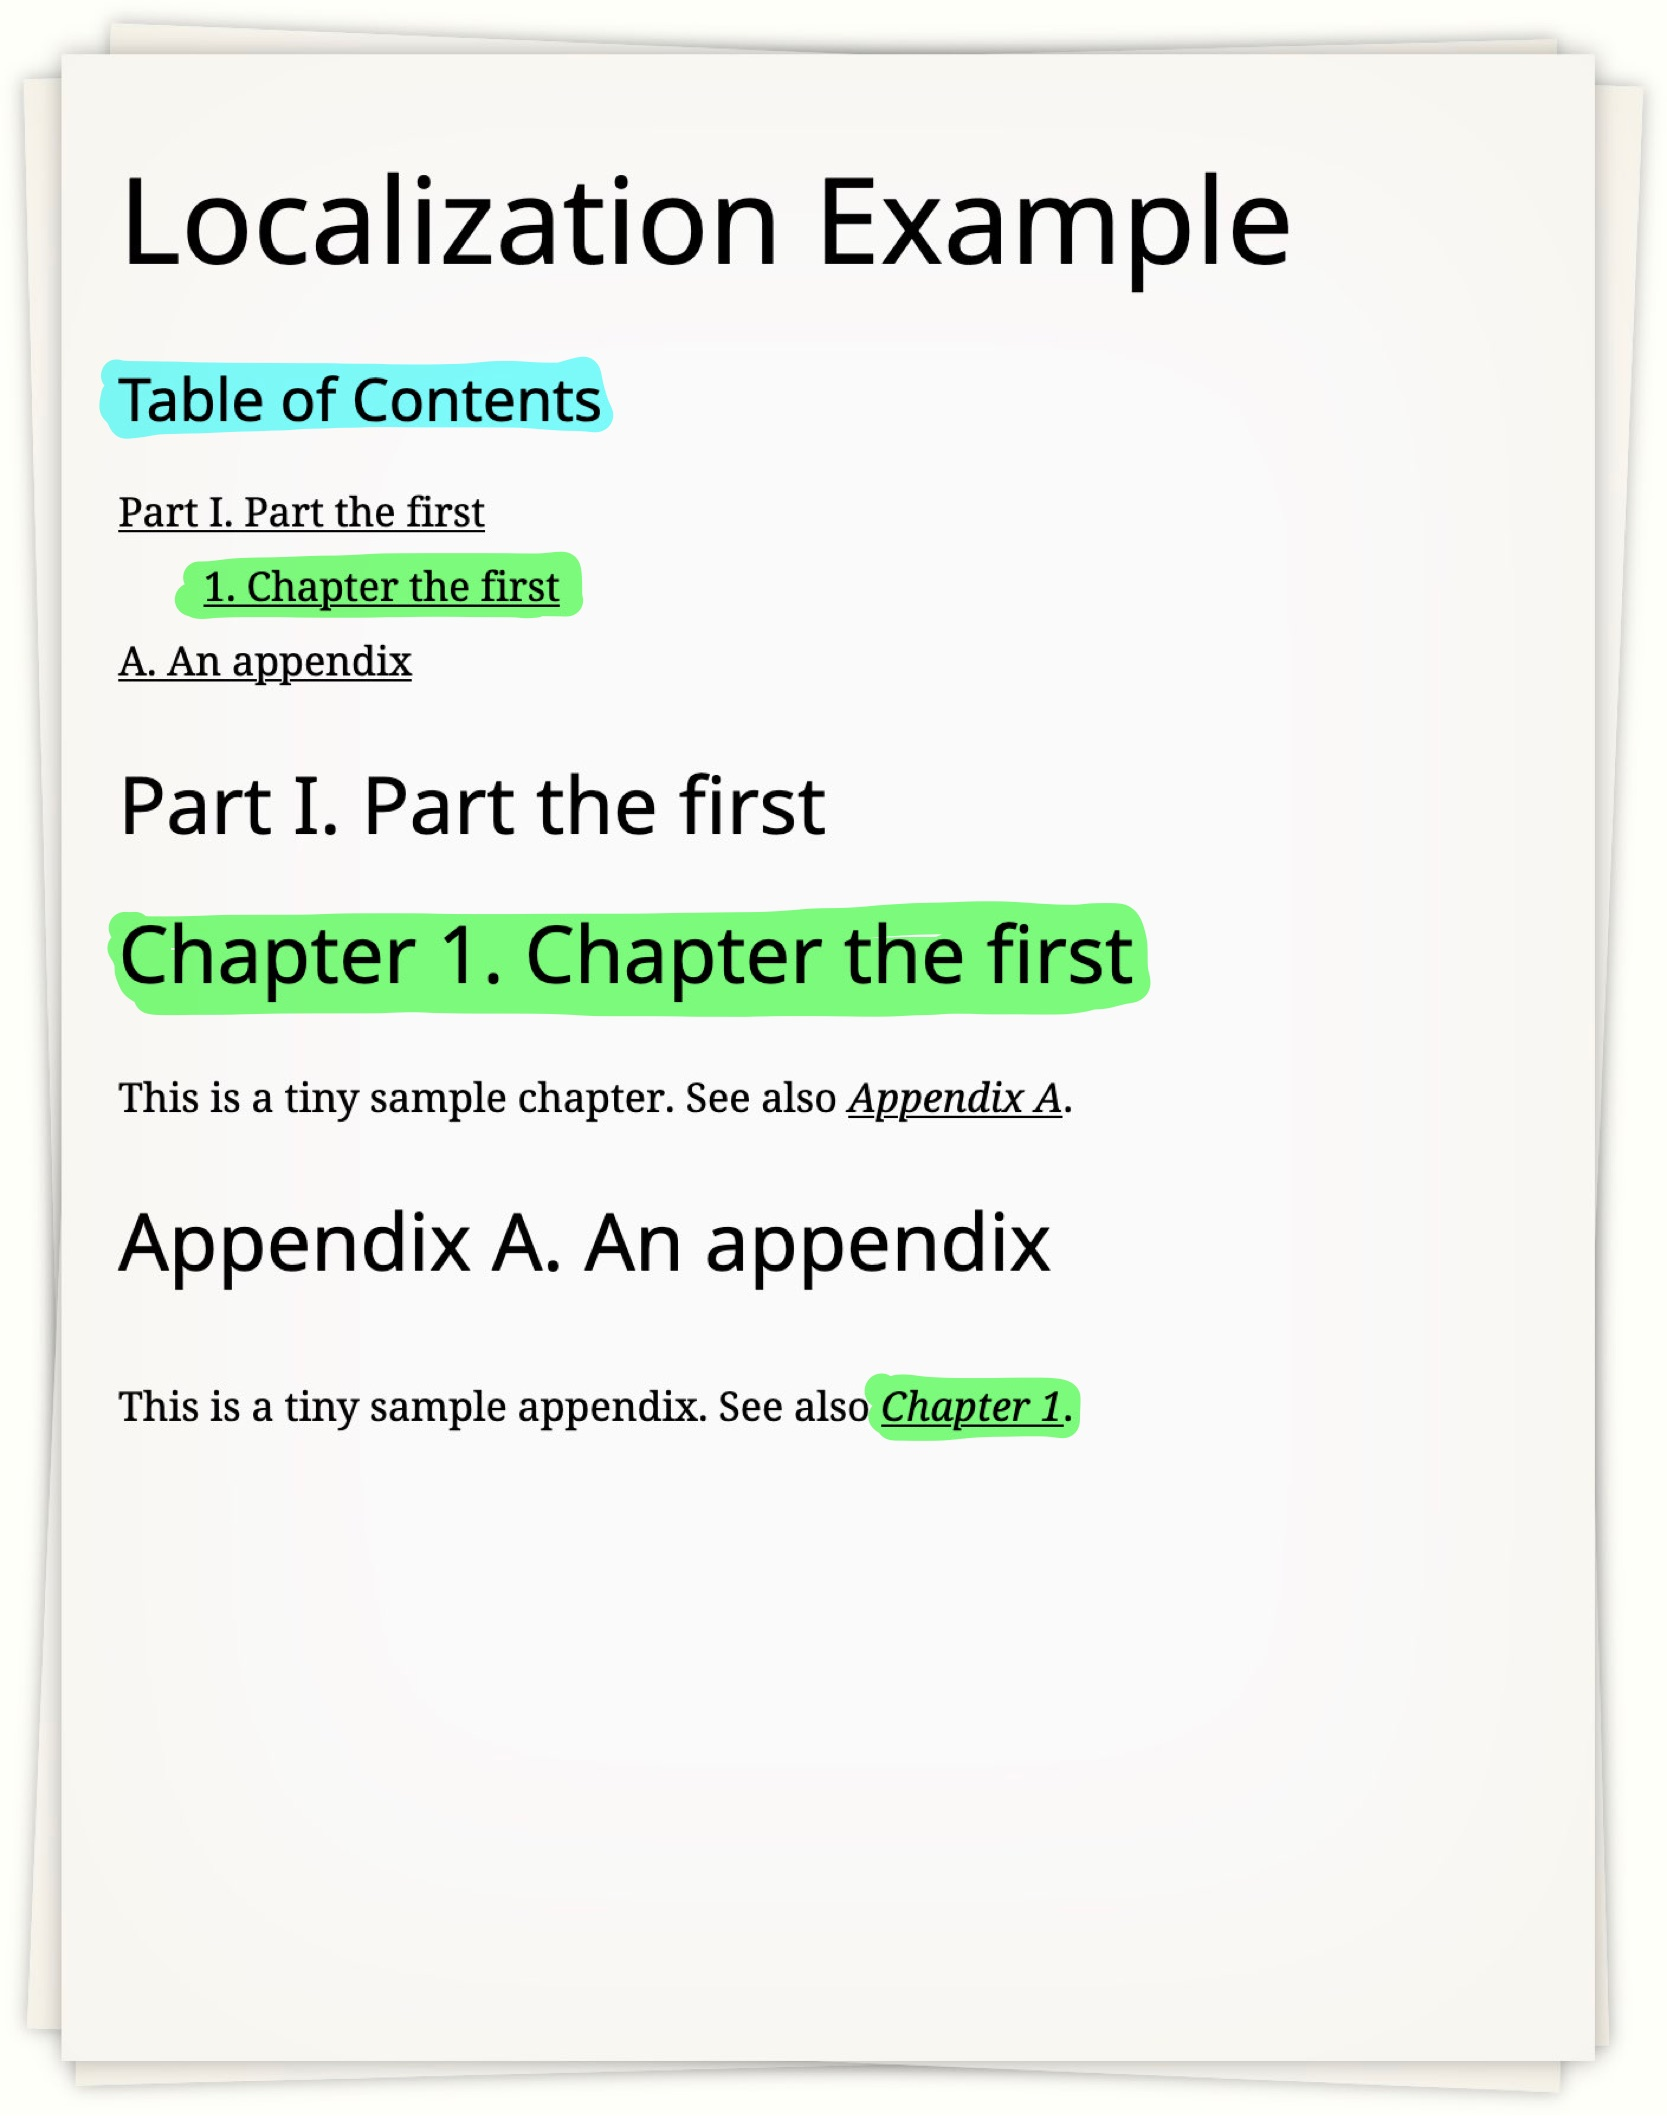 Localization Example
Table of Contents
Part I. Part the first
1. Chapter the first
A. An appendix
Part I. Part the first
Chapter 1. Chapter the first
This is a tiny sample chapter. See also Appendix A.
Appendix A. An appendix
This is a tiny sample appendix. See also Chapter 1.